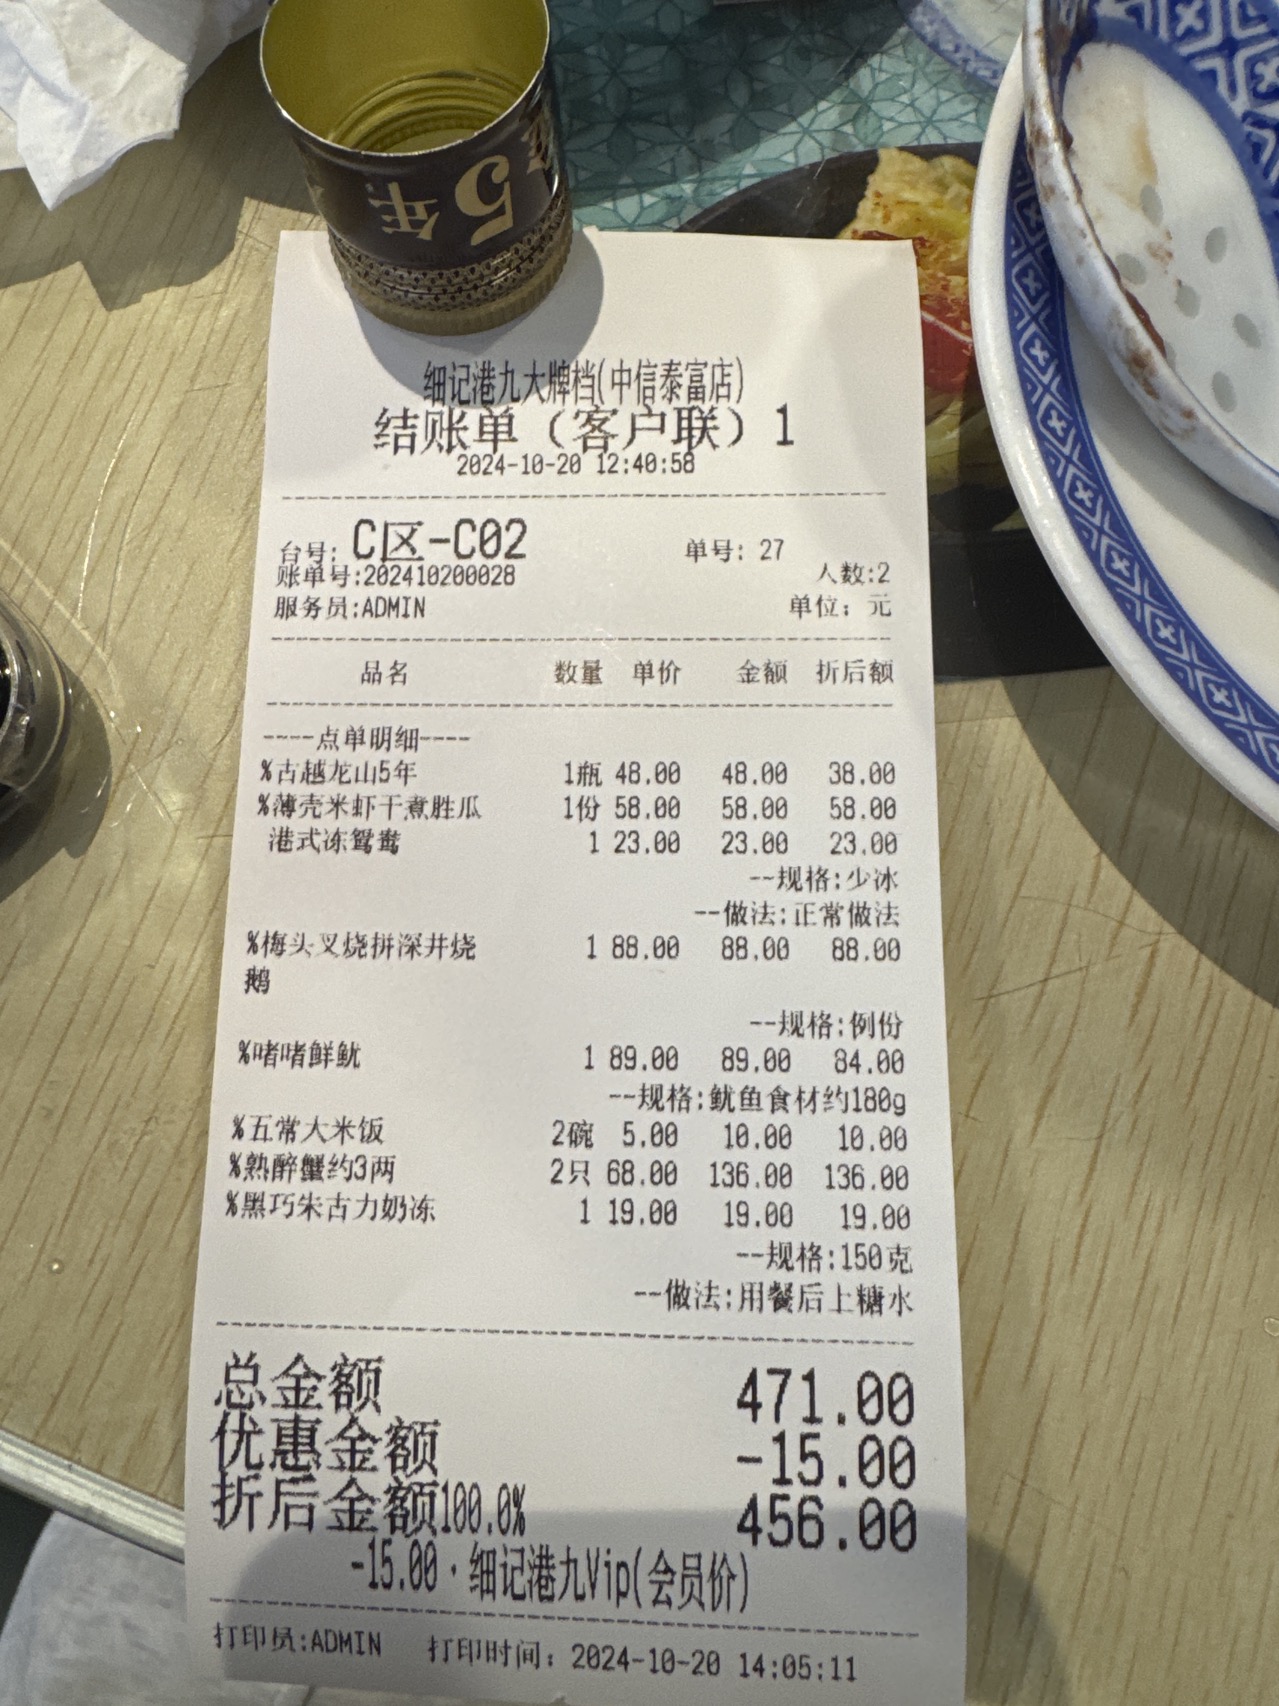 5年
细记港九大牌档(中信泰富店)
结账单（客户联）1
2024-10-20 12:40:58
台号: C区-C02 单号: 27
账单号:202410200028 人数:2
服务员:ADMIN 单位: 元
品名 数量 单价 金额 折后额
----点单明细----
%古越龙山5年 1瓶 48.00 48.00 38.00
%薄壳米虾干煮胜瓜 1份 58.00 58.00 58.00
港式冻鸳鸯 1 23.00 23.00 23.00
--规格:少冰
--做法:正常做法
%梅头叉烧拼深井烧 1 88.00 88.00 88.00
鹅
--规格:例份
%啫啫鲜鱿 1 89.00 89.00 84.00
--规格:鱿鱼食材约180g
%五常大米饭 2碗 5.00 10.00 10.00
%熟醉蟹约3两 2只 68.00 136.00 136.00
%黑巧朱古力奶冻 1 19.00 19.00 19.00
--规格:150克
--做法:用餐后上糖水
总金额 471.00
优惠金额 -15.00
折后金额100.0% 456.00
-15.00·细记港九Vip(会员价)
打印员:ADMIN 打印时间: 2024-10-20 14:05:11